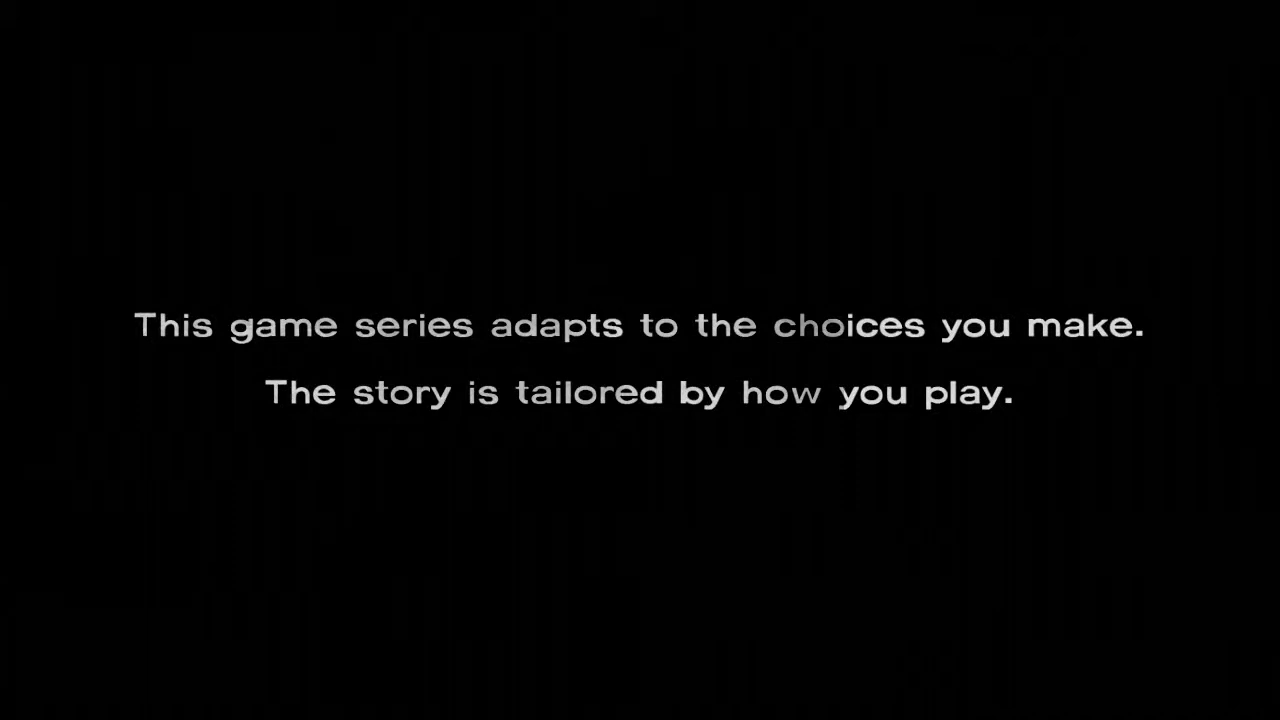 This game series adapts to the choices you make.
The story is tailored by how you play.